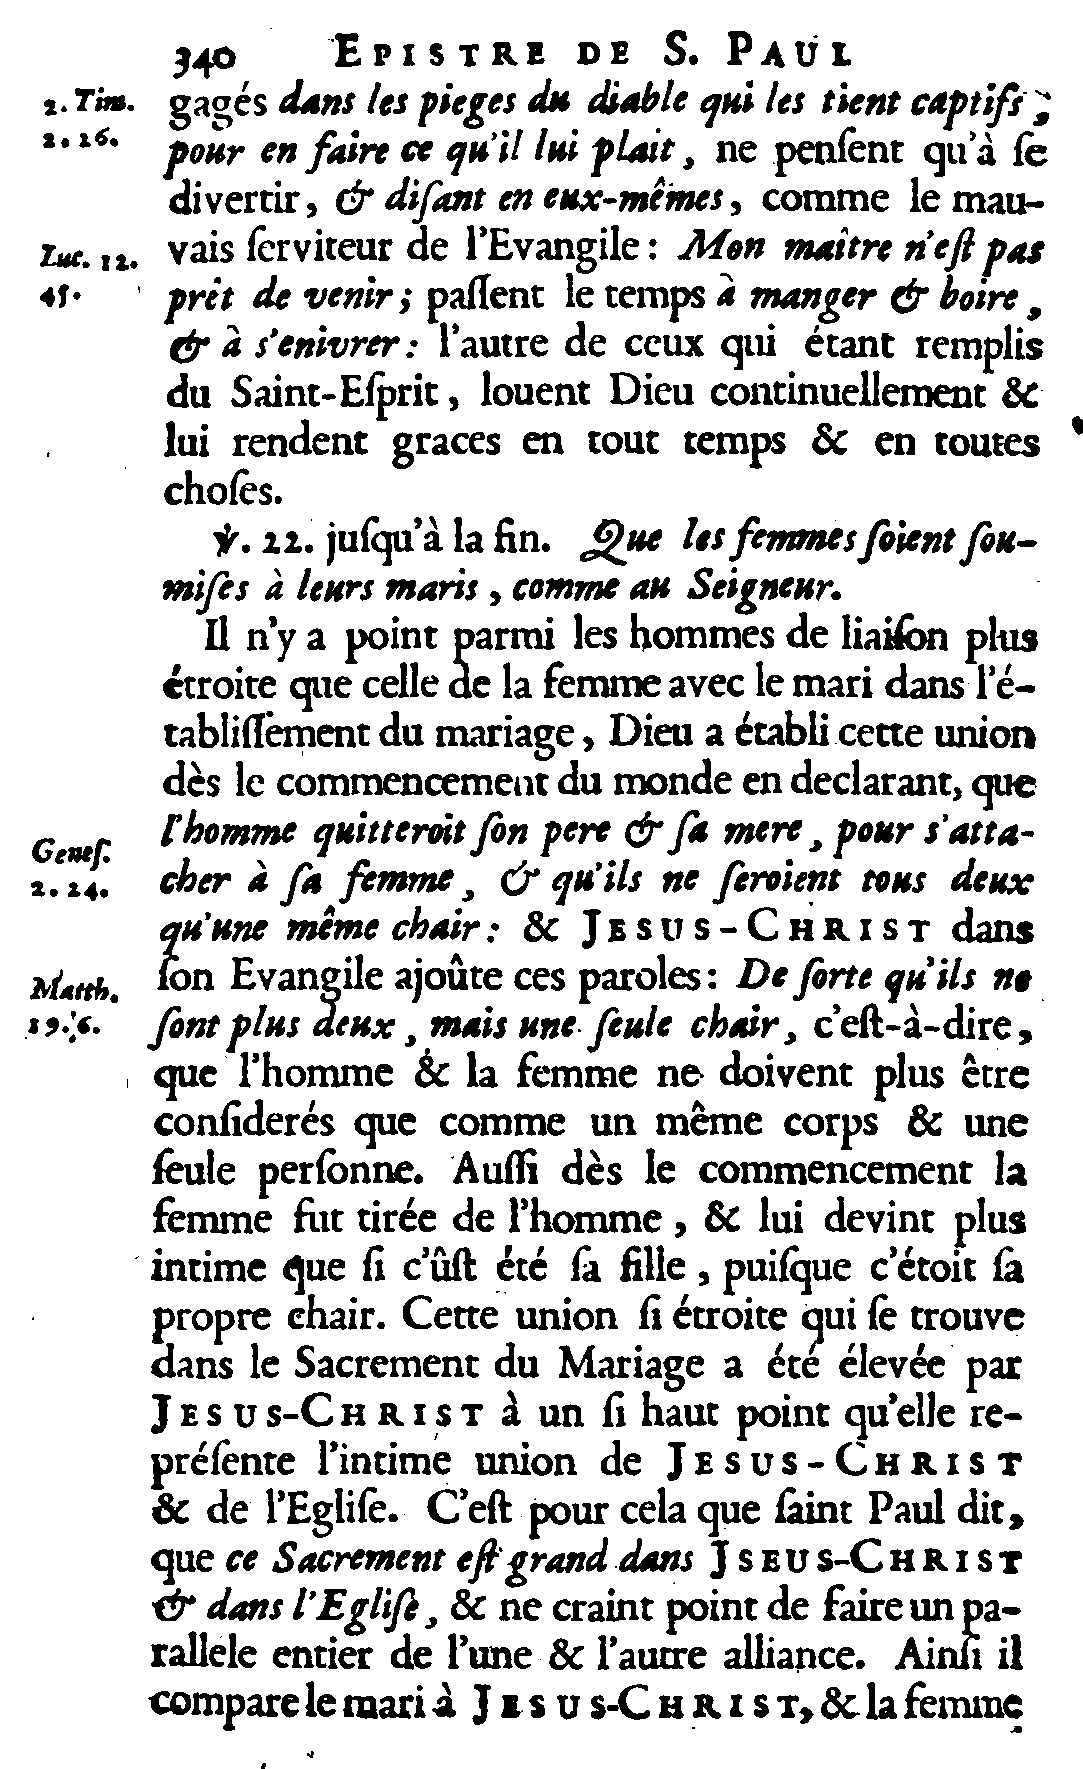 340 EPISTRE DE S. PAUL
2. Tim. 2. 26.
gagés dans les pieges du diable qui les tient captifs,
pour en faire ce qu'il lui plait, ne penſent qu'à ſe
divertir, & diſant en eux-mêmes, comme le mau-
Luc. 12. 45.
vais ſerviteur de l'Evangile: Mon maître n'eſt pas
prêt de venir; paſſent le temps à manger & boire,
& à s'enivrer: l'autre de ceux qui étant remplis
du Saint-Eſprit, louent Dieu continuellement &
lui rendent graces en tout temps & en toutes
choſes.
℣. 22. juſqu'à la fin. Que les femmes ſoient ſou-
miſes à leurs maris, comme au Seigneur.
Il n'y a point parmi les hommes de liaiſon plus
étroite que celle de la femme avec le mari dans l'é-
tabliſſement du mariage, Dieu a établi cette union
dès le commencement du monde en declarant, que
Geneſ. 2. 24.
l'homme quitteroit ſon pere & ſa mere, pour s'atta-
cher à ſa femme, & qu'ils ne ſeroient tous deux
qu'une même chair: & JESUS-CHRIST dans
Matth. 19. 6.
ſon Evangile ajoûte ces paroles: De ſorte qu'ils ne
ſont plus deux, mais une ſeule chair, c'eſt-à-dire,
que l'homme & la femme ne doivent plus être
conſiderés que comme un même corps & une
ſeule perſonne. Auſſi dès le commencement la
femme fut tirée de l'homme, & lui devint plus
intime que ſi c'ûſt été ſa fille, puiſque c'étoit ſa
propre chair. Cette union ſi étroite qui ſe trouve
dans le Sacrement du Mariage a été élevée par
JESUS-CHRIST à un ſi haut point qu'elle re-
préſente l'intime union de JESUS-CHRIST
& de l'Egliſe. C'eſt pour cela que ſaint Paul dit,
que ce Sacrement eſt grand dans JSEUS-CHRIST
& dans l'Egliſe, & ne craint point de faire un pa-
rallele entier de l'une & l'autre alliance. Ainſi il
compare le mari à JESUS-CHRIST, & la femme